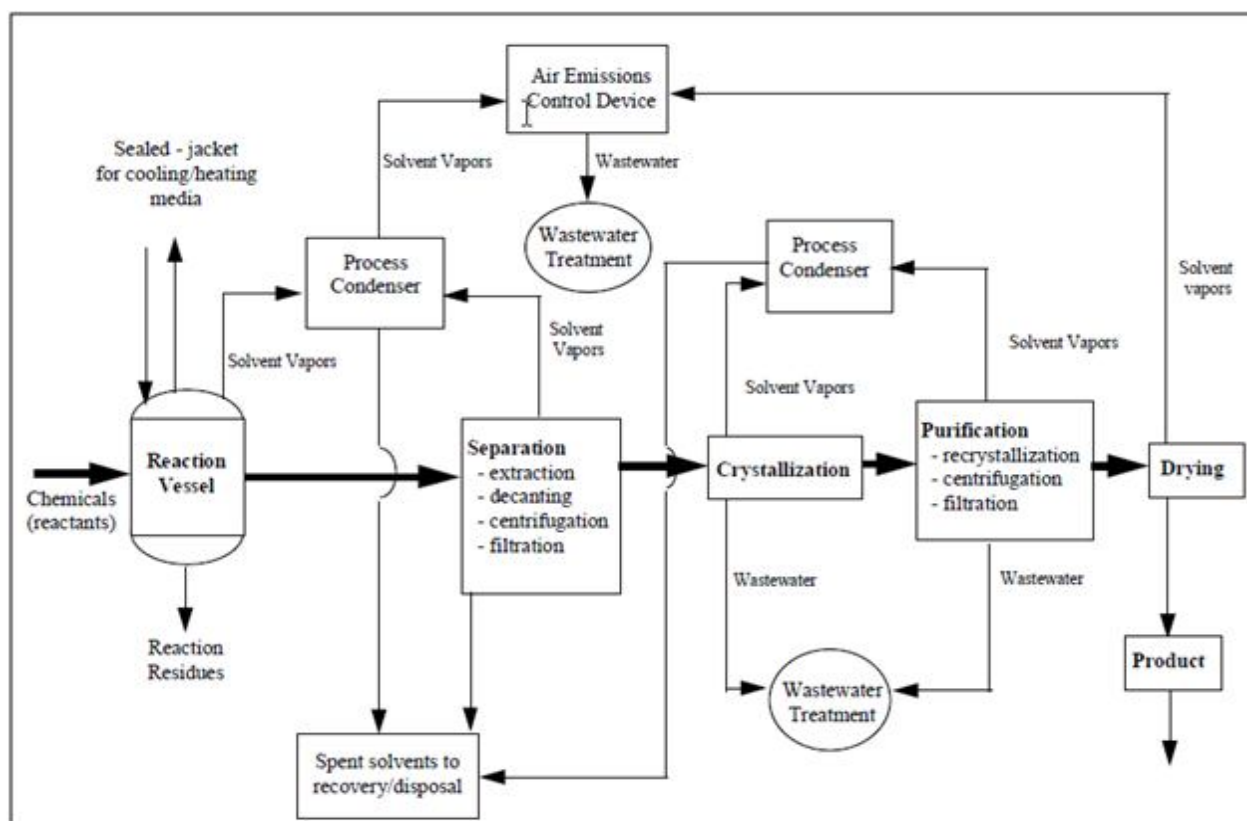 Air Emissions
Control Device
Sealed - jacket
for cooling/heating
media
Solvent Vapors
Wastewater
Wastewater
Treatment
Process
Condenser
Process
Condenser
Solvent
vapors
Solvent Vapors
Solvent
Vapors
Solvent Vapors
Solvent Vapors
Reaction
Vessel
Chemicals
(reactants)
Separation
- extraction
- decanting
- centrifugation
- filtration
Crystallization
Purification
- recrystallization
- centrifugation
- filtration
Drying
Wastewater
Wastewater
Reaction
Residues
Product
Wastewater
Treatment
Spent solvents to
recovery/disposal